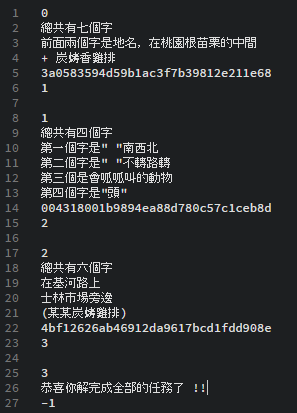 1 0
2 總共有七個字
3 前面兩個字是地名，在桃園根苗栗的中間
4 + 炭烤香雞排
5 3a0583594d59b1ac3f7b39812e211e68
6 1
7
8 1
9 總共有四個字
10 第一個字是" "南西北
11 第二個字是" "不轉路轉
12 第三個是會呱呱叫的動物
13 第四個字是"頭"
14 004318001b9894ea88d780c57c1ceb8d
15 2
16
17 2
18 總共有六個字
19 在基河路上
20 士林市場旁邊
21 (某某炭烤雞排)
22 4bf12626ab46912da9617bcd1fdd908e
23 3
24
25 3
26 恭喜你解完成全部的任務了 !!
27 -1